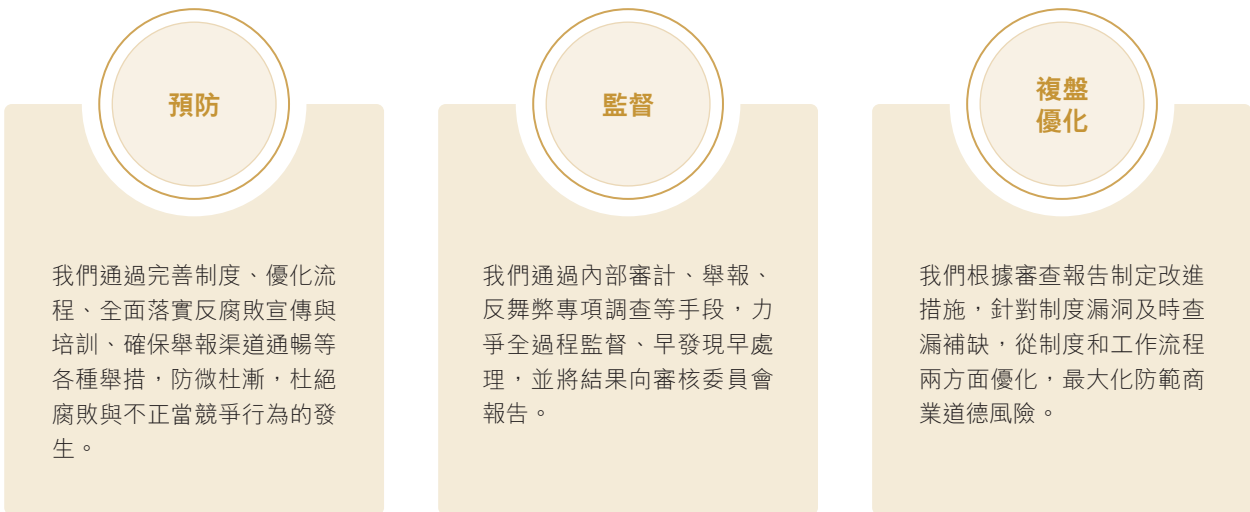 預防
我們通過完善制度、優化流
程、全面落實反腐敗宣傳與
培訓、確保舉報渠道通暢等
各種舉措，防微杜漸，杜絕
腐敗與不正當競爭行為的發
生。
監督
我們通過內部審計、舉報、
反舞弊專項調查等手段，力
爭全過程監督、早發現早處
理，並將結果向審核委員會
報告。
複盤
優化
我們根據審查報告制定改進
措施，針對制度漏洞及時查
漏補缺，從制度和工作流程
兩方面優化，最大化防範商
業道德風險。